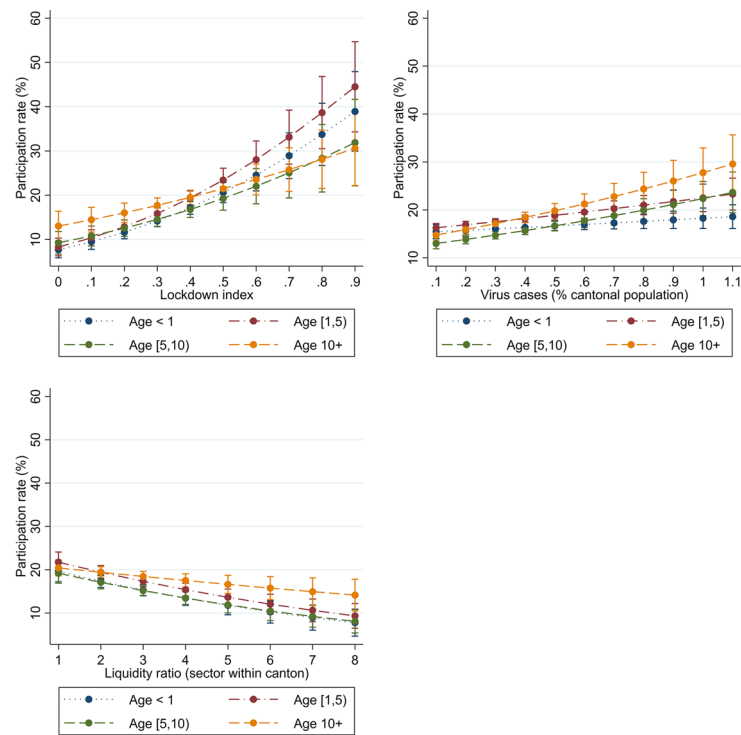 60
50
40
30
20
10
Participation rate (%)
0 .1 .2 .3 .4 .5 .6 .7 .8 .9
Lockdown index
Age < 1 Age [1,5)
Age [5,10) Age 10+
60
50
40
30
20
10
Participation rate (%)
.1 .2 .3 .4 .5 .6 .7 .8 .9 1 1.1
Virus cases (% cantonal population)
Age < 1 Age [1,5)
Age [5,10) Age 10+
60
50
40
30
20
10
Participation rate (%)
1 2 3 4 5 6 7 8
Liquidity ratio (sector within canton)
Age < 1 Age [1,5)
Age [5,10) Age 10+